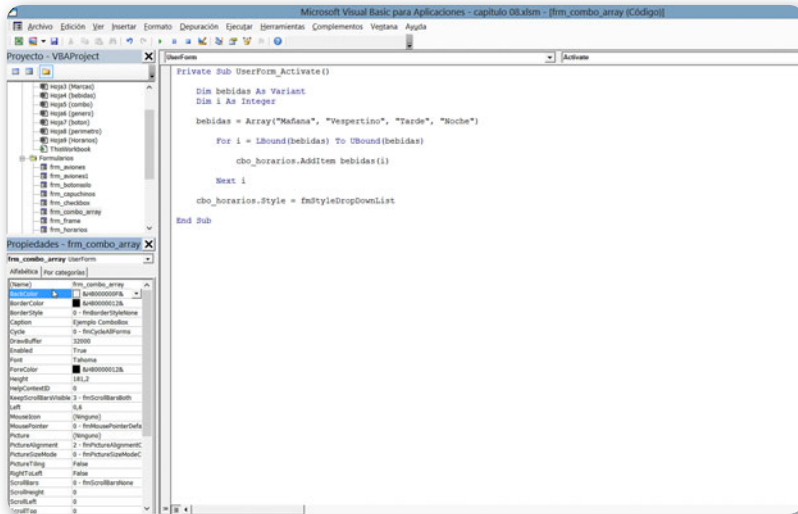 Microsoft Visual Basic para Aplicaciones - capitulo 08.xlsm - [frm_combo_array (Código)]
Archivo Edición Ver Insertar Formato Depuración Ejecutar Herramientas Complementos Ventana Ayuda
Proyecto - VBAProject
UserForm
Activate
Hoja3 (Marcas)
Hoja4 (bebidas)
Hoja5 (combo)
Hoja6 (genero)
Hoja7 (boton)
Hoja8 (perimetro)
Hoja9 (Horarios)
ThisWorkbook
Formularios
frm_aviones
frm_aviones1
frm_botonsolo
frm_capuchinos
frm_checkbox
frm_combo_array
frm_frame
frm_horarios
Propiedades - frm_combo_array
frm_combo_array UserForm
Alfabética Por categorías
(Name) frm_combo_array
BackColor &H8000000F&
BorderColor &H80000012&
BorderStyle 0 - fmBorderStyleNone
Caption Ejemplo ComboBox
Cycle 0 - fmCycleAllForms
DrawBuffer 32000
Enabled True
Font Tahoma
ForeColor &H80000012&
Height 181,2
HelpContextID 0
KeepScrollBarsVisible 3 - fmScrollBarsBoth
Left 0,6
MouseIcon (Ninguno)
MousePointer 0 - fmMousePointerDefa
Picture (Ninguno)
PictureAlignment 2 - fmPictureAlignmentC
PictureSizeMode 0 - fmPictureSizeModeC
PictureTiling False
RightToLeft False
ScrollBars 0 - fmScrollBarsNone
ScrollHeight 0
ScrollLeft 0
ScrollTop 0
Private Sub UserForm_Activate()
Dim bebidas As Variant
Dim i As Integer
bebidas = Array("Mañana", "Vespertino", "Tarde", "Noche")
For i = LBound(bebidas) To UBound(bebidas)
cbo_horarios.AddItem bebidas(i)
Next i
cbo_horarios.Style = fmStyleDropDownList
End Sub